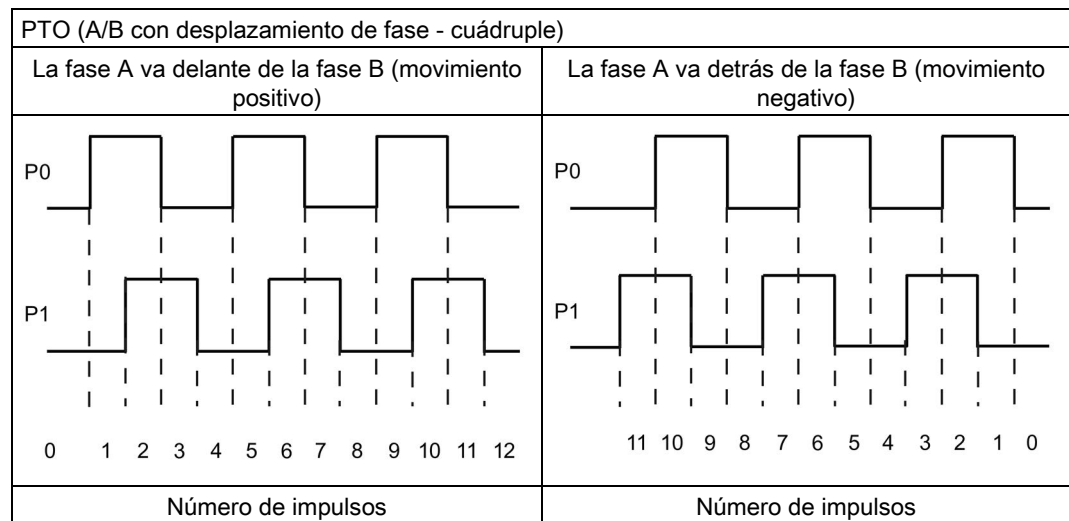 PTO (A/B con desplazamiento de fase - cuádruple)
La fase A va delante de la fase B (movimiento
positivo)
La fase A va detrás de la fase B (movimiento
negativo)
P0
P1
0 1 2 3 4 5 6 7 8 9 10 11 12
P0
P1
11 10 9 8 7 6 5 4 3 2 1 0
Número de impulsos
Número de impulsos